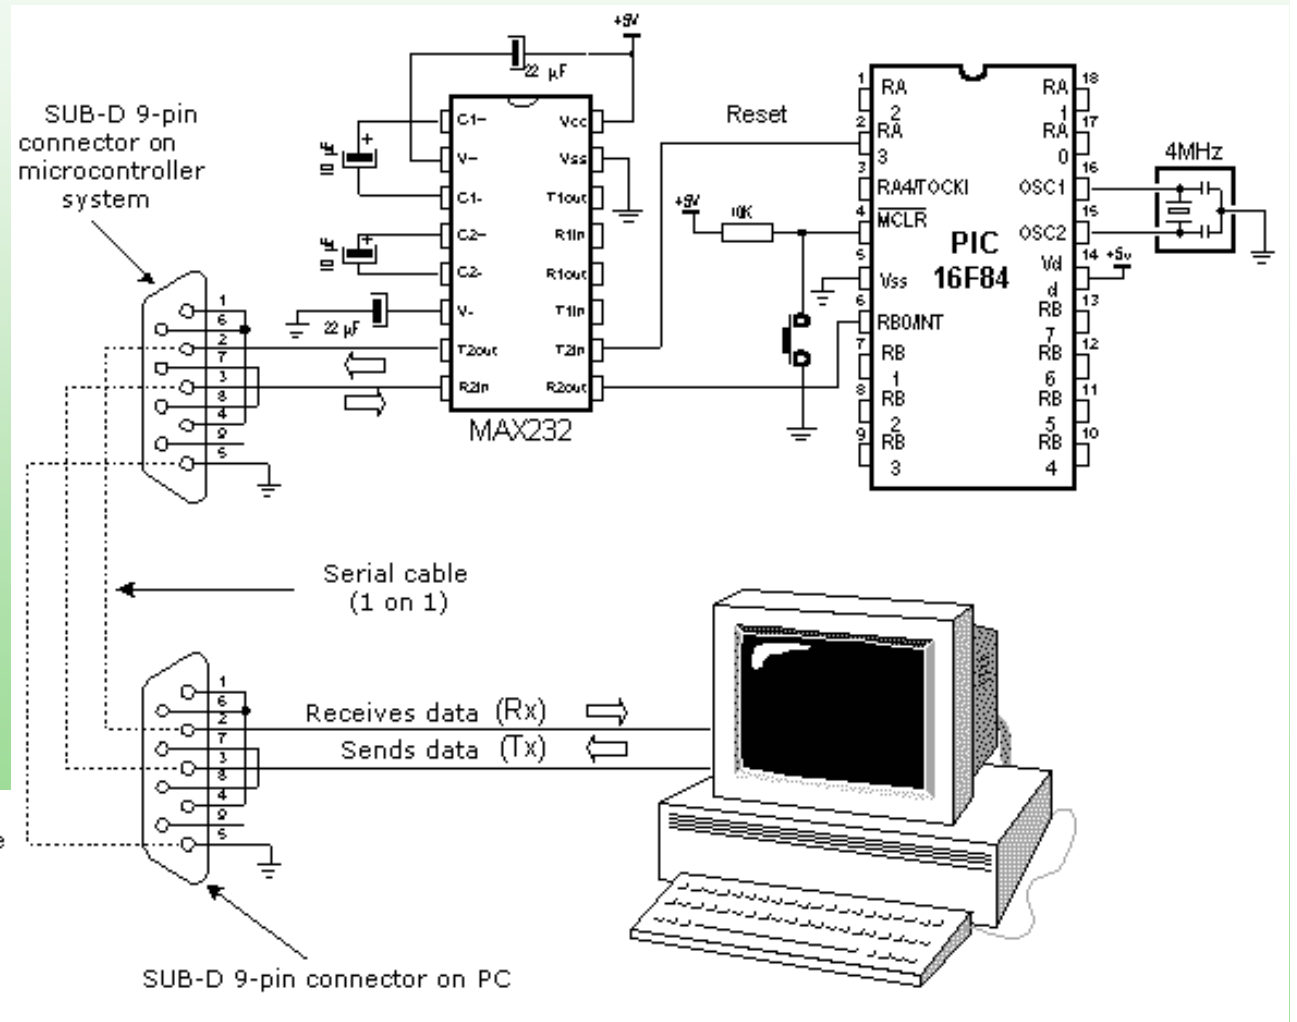 SUB-D 9-pin
connector on
microcontroller
system
22 µF
C1-
V-
C1-
C2-
C2-
V-
T2out
R2In
Vcc
Vss
T1out
R1In
R1out
T1In
T2In
R2out
MAX232
22 µF
Reset
10K
1
RA
2
2
RA
3
3
RA4/TOCKI
4
MCLR
5
Vss
6
RB0/INT
7
RB
1
8
RB
2
9
RB
3
PIC
16F84
18
RA
1
17
RA
0
16
OSC1
15
OSC2
14
Vd
d
+5v
13
RB
7
12
RB
6
11
RB
5
10
RB
4
4MHz
1
6
2
7
3
8
4
9
5
Serial cable
(1 on 1)
1
6
2
7
3
8
4
9
5
Receives data (Rx)
Sends data (Tx)
SUB-D 9-pin connector on PC